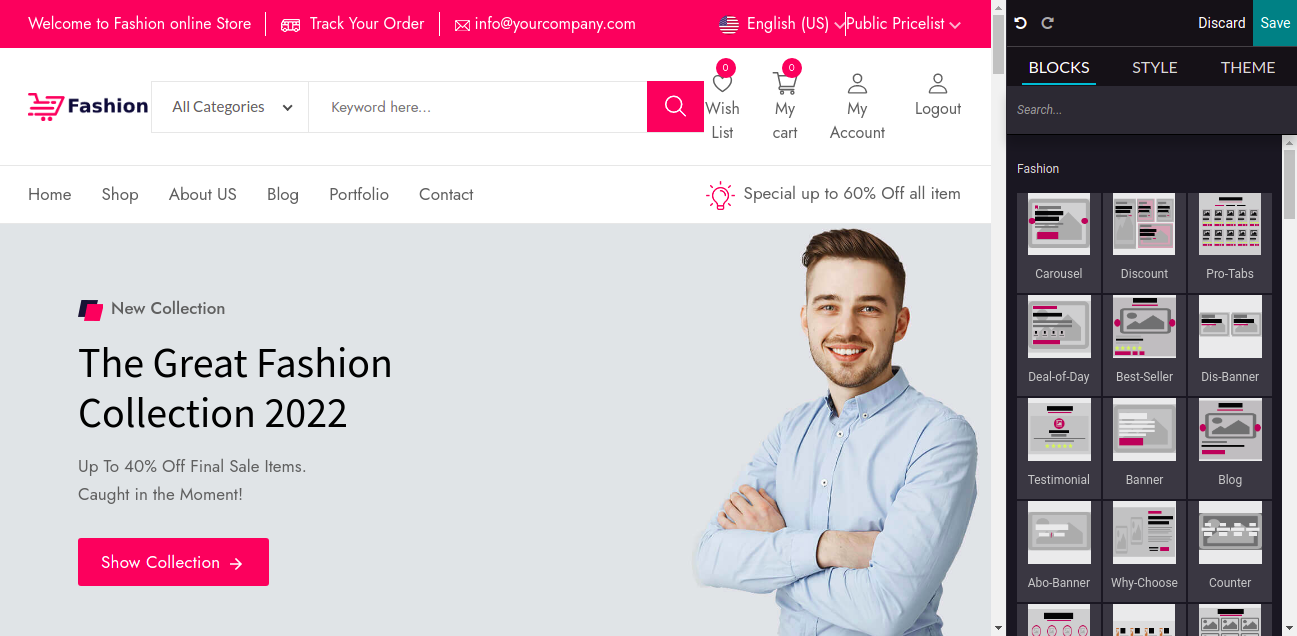 Welcome to Fashion online Store
Track Your Order
info@yourcompany.com
English (US)
Public Pricelist
Discard
Save
BLOCKS
STYLE
THEME
Search...
Fashion
All Categories
Keyword here...
0
Wish
List
0
My
cart
My
Account
Logout
Home
Shop
About US
Blog
Portfolio
Contact
Special up to 60% Off all item
New Collection
The Great Fashion
Collection 2022
Up To 40% Off Final Sale Items.
Caught in the Moment!
Show Collection
Fashion
Carousel
Discount
Pro-Tabs
Deal-of-Day
Best-Seller
Dis-Banner
Testimonial
Banner
Blog
Abo-Banner
Why-Choose
Counter